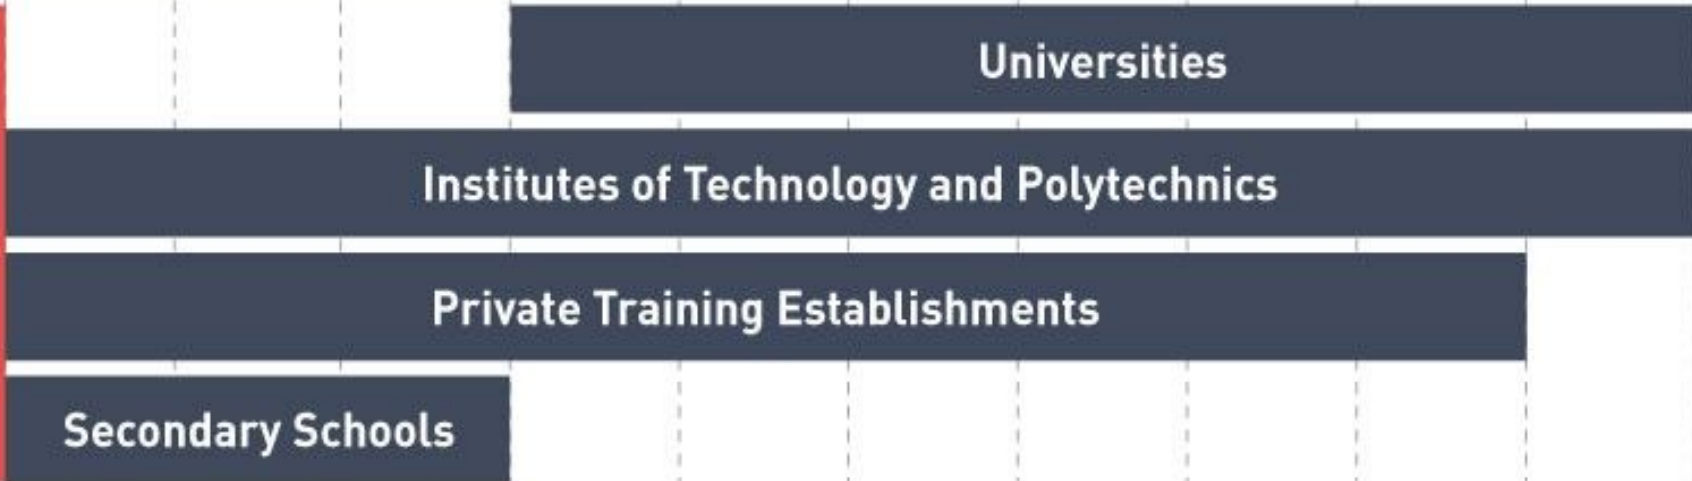 Universities
Institutes of Technology and Polytechnics
Private Training Establishments
Secondary Schools